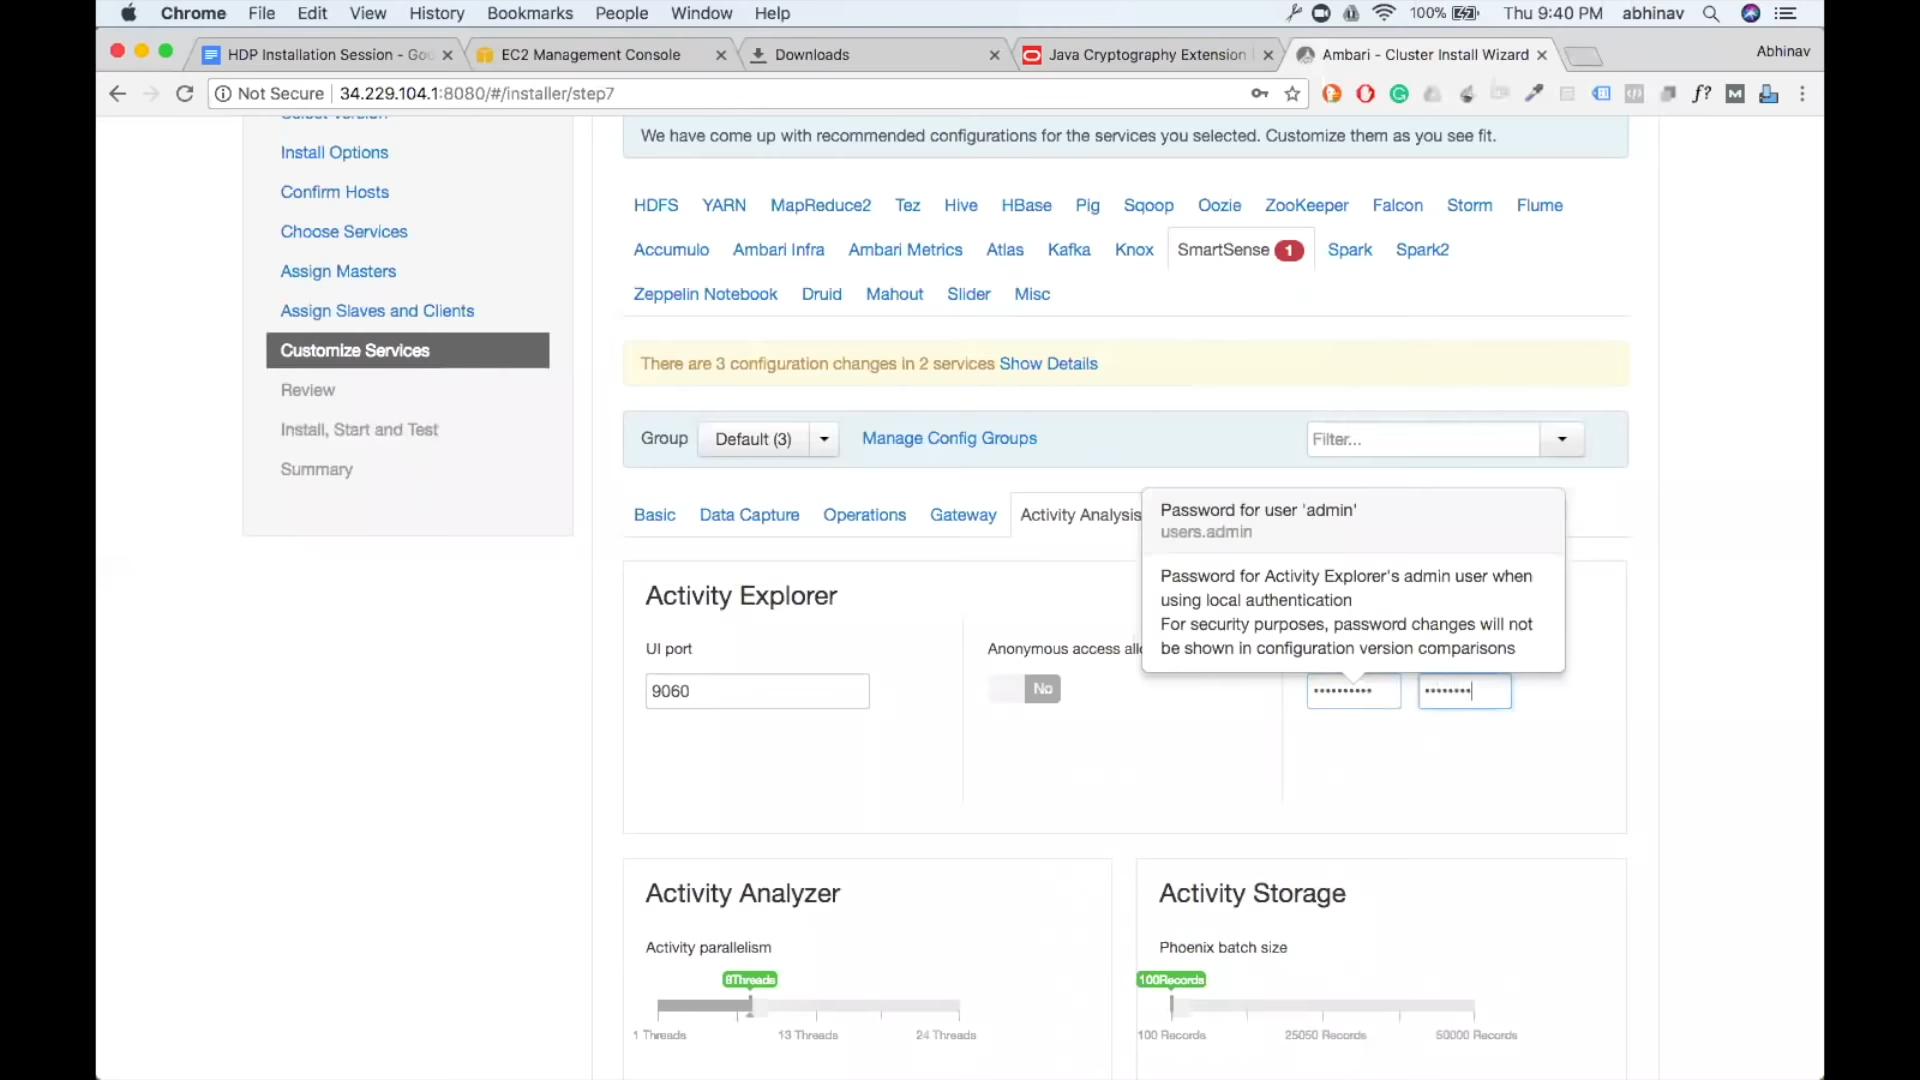 Chrome File Edit View History Bookmarks People Window Help 100% Thu 9:40 PM abhinav
HDP Installation Session - Goo EC2 Management Console Downloads Java Cryptography Extension Ambari - Cluster Install Wizard Abhinav
Not Secure 34.229.104.1:8080/#/installer/step7 f? M
Select Version
Install Options
Confirm Hosts
Choose Services
Assign Masters
Assign Slaves and Clients
Customize Services
Review
Install, Start and Test
Summary
We have come up with recommended configurations for the services you selected. Customize them as you see fit.
HDFS YARN MapReduce2 Tez Hive HBase Pig Sqoop Oozie ZooKeeper Falcon Storm Flume
Accumulo Ambari Infra Ambari Metrics Atlas Kafka Knox SmartSense 1 Spark Spark2
Zeppelin Notebook Druid Mahout Slider Misc
There are 3 configuration changes in 2 services Show Details
Group Default (3) Manage Config Groups Filter...
Basic Data Capture Operations Gateway Activity Analysis
Password for user 'admin'
users.admin
Password for Activity Explorer's admin user when
using local authentication
For security purposes, password changes will not
be shown in configuration version comparisons
Activity Explorer
UI port
9060
Anonymous access allo
No
•••••••••• ••••••••
Activity Analyzer
Activity parallelism
8Threads
1 Threads 13 Threads 24 Threads
Activity Storage
Phoenix batch size
100Records
100 Records 25050 Records 50000 Records